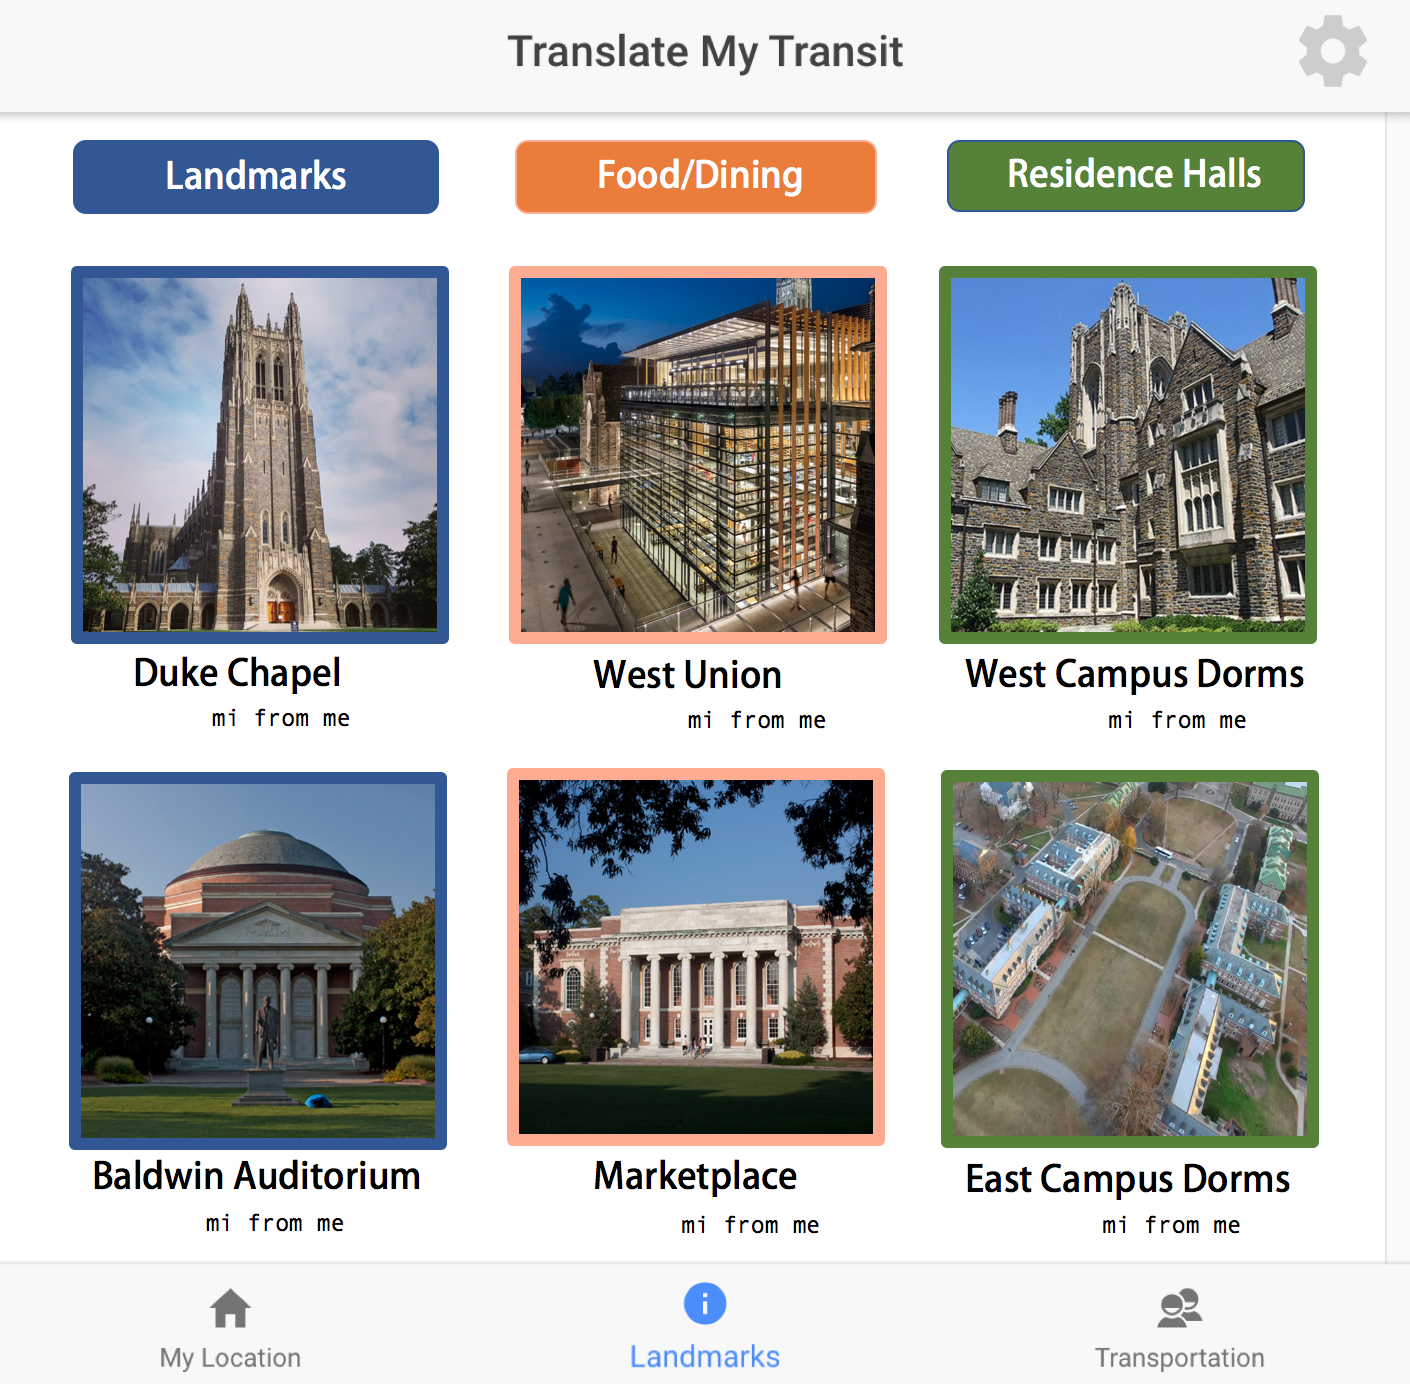 Translate My Transit
Landmarks
Food/Dining
Residence Halls
Duke Chapel
mi from me
West Union
mi from me
West Campus Dorms
mi from me
Baldwin Auditorium
mi from me
Marketplace
mi from me
East Campus Dorms
mi from me
My Location
Landmarks
Transportation